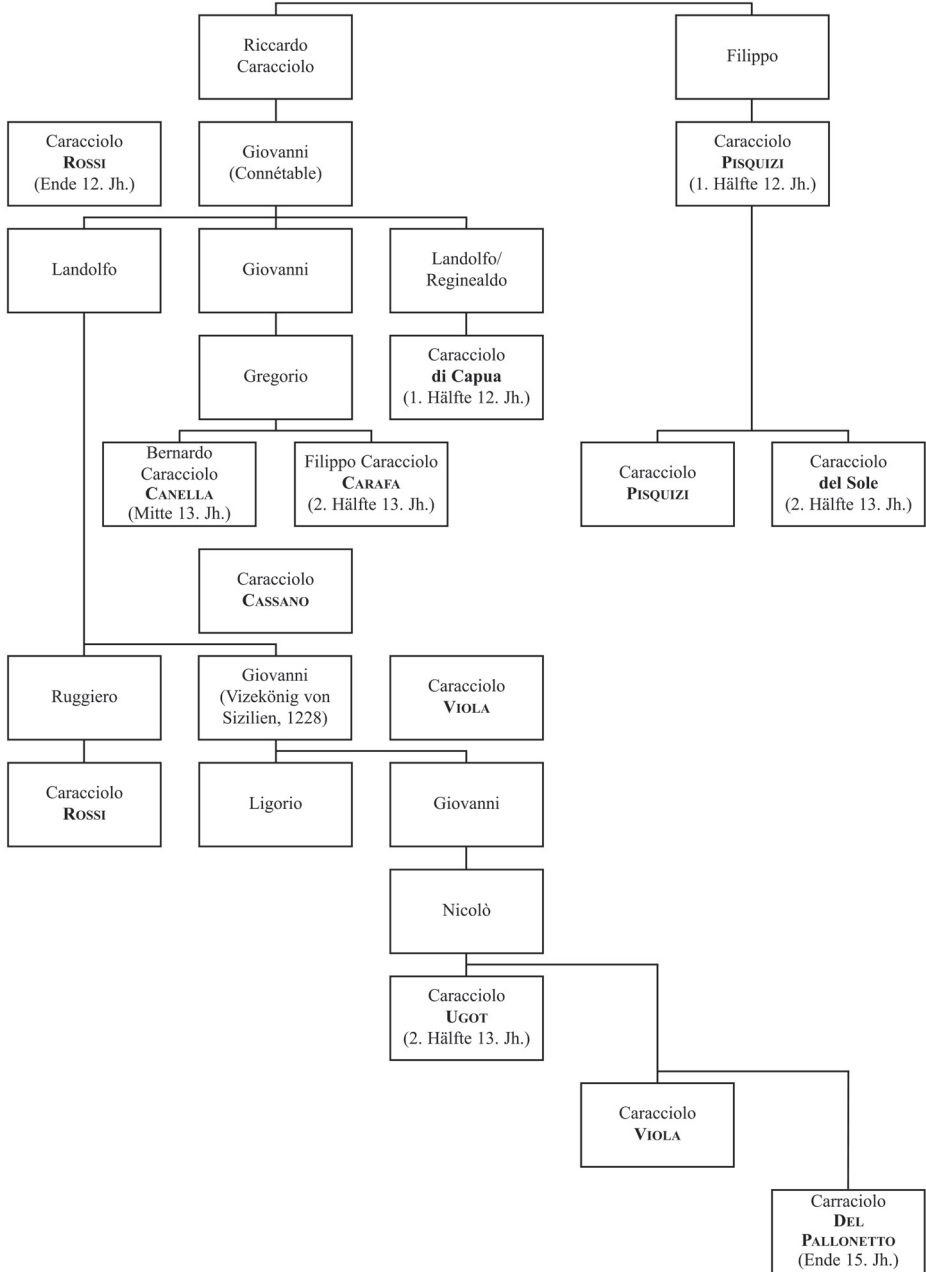 Riccardo
Caracciolo
Filippo
Caracciolo
Rossi
(Ende 12. Jh.)
Giovanni
(Connétable)
Caracciolo
Pisquizi
(1. Hälfte 12. Jh.)
Landolfo
Giovanni
Landolfo/
Reginealdo
Gregorio
Caracciolo
di Capua
(1. Hälfte 12. Jh.)
Bernardo
Caracciolo
Canella
(Mitte 13. Jh.)
Filippo Caracciolo
Carafa
(2. Hälfte 13. Jh.)
Caracciolo
Pisquizi
Caracciolo
del Sole
(2. Hälfte 13. Jh.)
Caracciolo
Cassano
Ruggiero
Giovanni
(Vizekönig von
Sizilien, 1228)
Caracciolo
Viola
Caracciolo
Rossi
Ligorio
Giovanni
Nicolò
Caracciolo
Ugot
(2. Hälfte 13. Jh.)
Caracciolo
Viola
Carraciolo
Del
Pallonetto
(Ende 15. Jh.)